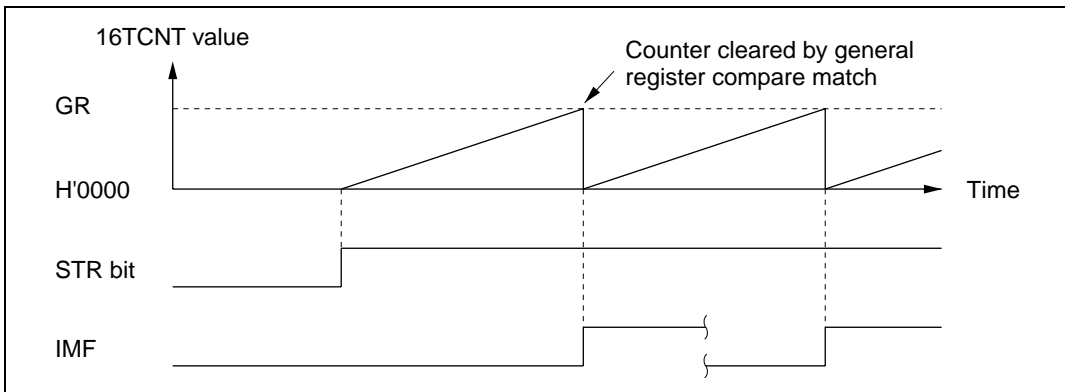 16TCNT value
Counter cleared by general
register compare match
GR
H'0000
Time
STR bit
IMF